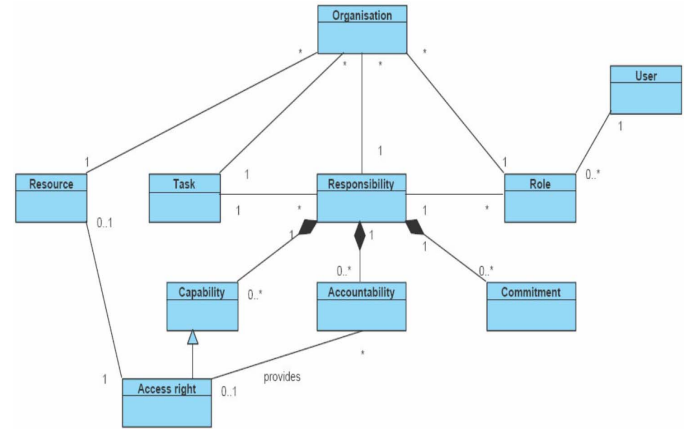 Organisation
* * * *
User
1
1 1 1 1 0..*
Resource Task Responsibility Role
0..1 1 * 1 *
1 1 1
0..* 0..* 0..*
Capability Accountability Commitment
*
1 provides
Access right 0..1